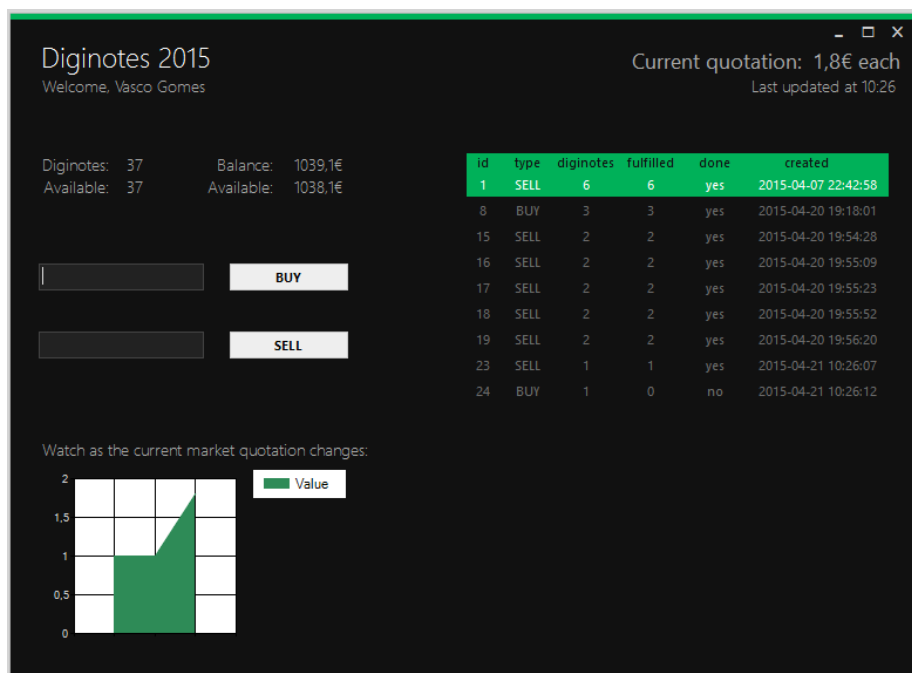 Diginotes 2015
Welcome, Vasco Gomes
Current quotation: 1,8€ each
Last updated at 10:26
Diginotes: 37 Balance: 1039,1€
Available: 37 Available: 1038,1€
BUY
SELL
id type diginotes fulfilled done created
1 SELL 6 6 yes 2015-04-07 22:42:58
8 BUY 3 3 yes 2015-04-20 19:18:01
15 SELL 2 2 yes 2015-04-20 19:54:28
16 SELL 2 2 yes 2015-04-20 19:55:09
17 SELL 2 2 yes 2015-04-20 19:55:23
18 SELL 2 2 yes 2015-04-20 19:55:52
19 SELL 2 2 yes 2015-04-20 19:56:20
23 SELL 1 1 yes 2015-04-21 10:26:07
24 BUY 1 0 no 2015-04-21 10:26:12
Watch as the current market quotation changes:
Value
2
1,5
1
0,5
0